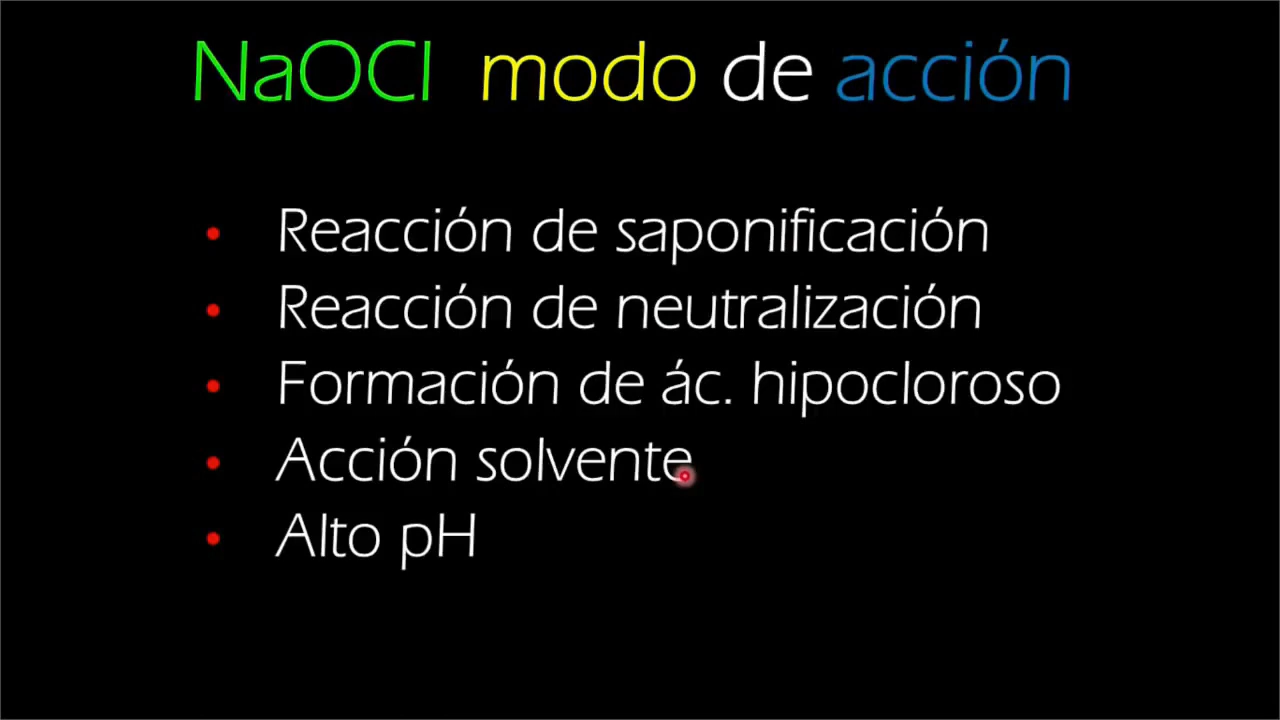 NaOCl modo de acción
• Reacción de saponificación
• Reacción de neutralización
• Formación de ác. hipocloroso
• Acción solvente
• Alto pH